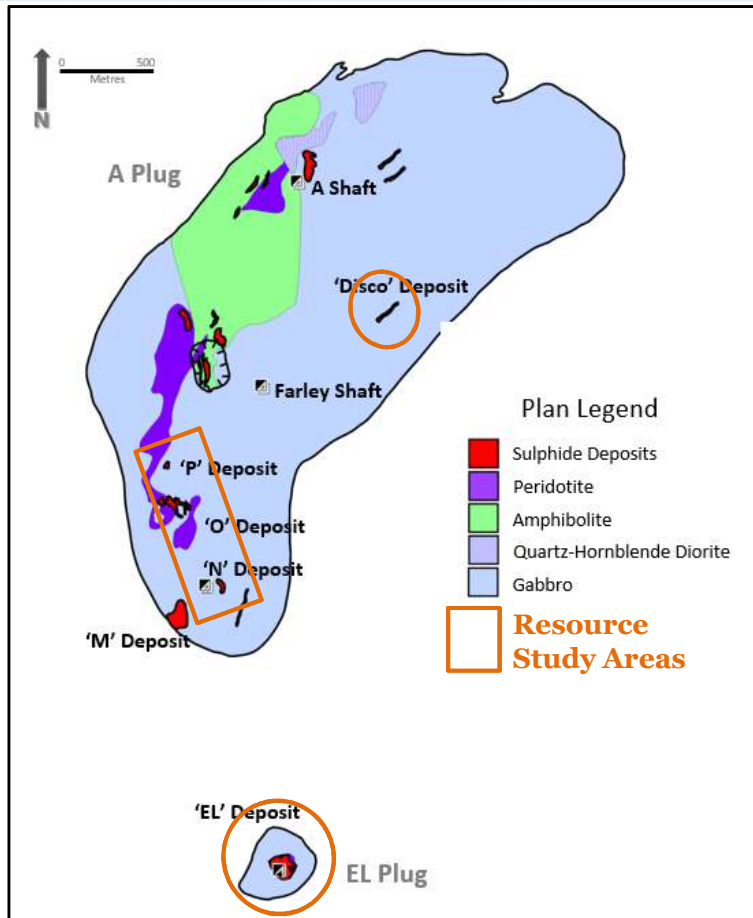 0 500
Metres
N
A Plug
A Shaft
‘Disco’ Deposit
Farley Shaft
Plan Legend
Sulphide Deposits
Peridotite
Amphibolite
Quartz-Hornblende Diorite
Gabbro
Resource
Study Areas
‘P’ Deposit
‘O’ Deposit
‘N’ Deposit
‘M’ Deposit
‘EL’ Deposit
EL Plug